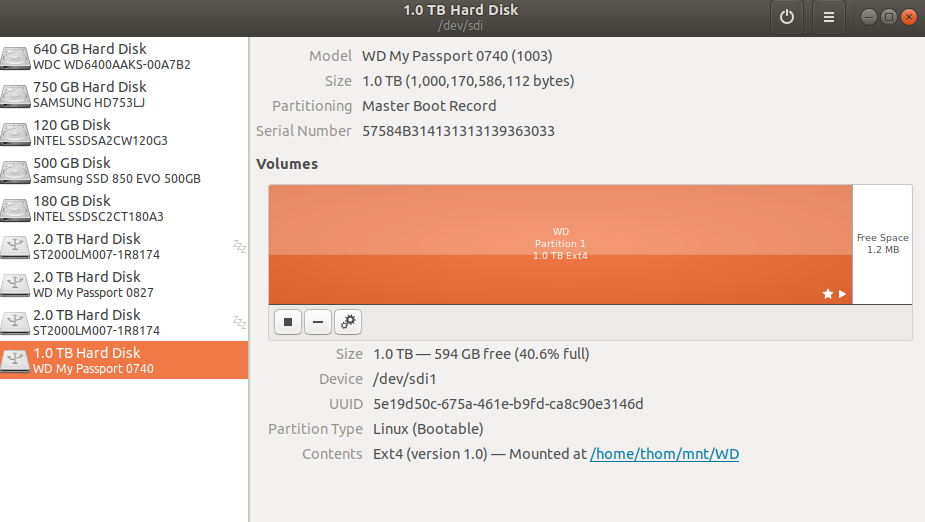 1.0 TB Hard Disk
/dev/sdi
640 GB Hard Disk
WDC WD6400AAKS-00A7B2
750 GB Hard Disk
SAMSUNG HD753LJ
120 GB Disk
INTEL SSDSA2CW120G3
500 GB Disk
Samsung SSD 850 EVO 500GB
180 GB Disk
INTEL SSDSC2CT180A3
2.0 TB Hard Disk
ST2000LM007-1R8174
zzz
2.0 TB Hard Disk
WD My Passport 0827
2.0 TB Hard Disk
ST2000LM007-1R8174
zzz
1.0 TB Hard Disk
WD My Passport 0740
Model WD My Passport 0740 (1003)
Size 1.0 TB (1,000,170,586,112 bytes)
Partitioning Master Boot Record
Serial Number 57584B314131313139363033
Volumes
WD
Partition 1
1.0 TB Ext4
Free Space
1.2 MB
Size 1.0 TB — 594 GB free (40.6% full)
Device /dev/sdi1
UUID 5e19d50c-675a-461e-b9fd-ca8c90e3146d
Partition Type Linux (Bootable)
Contents Ext4 (version 1.0) — Mounted at /home/thom/mnt/WD